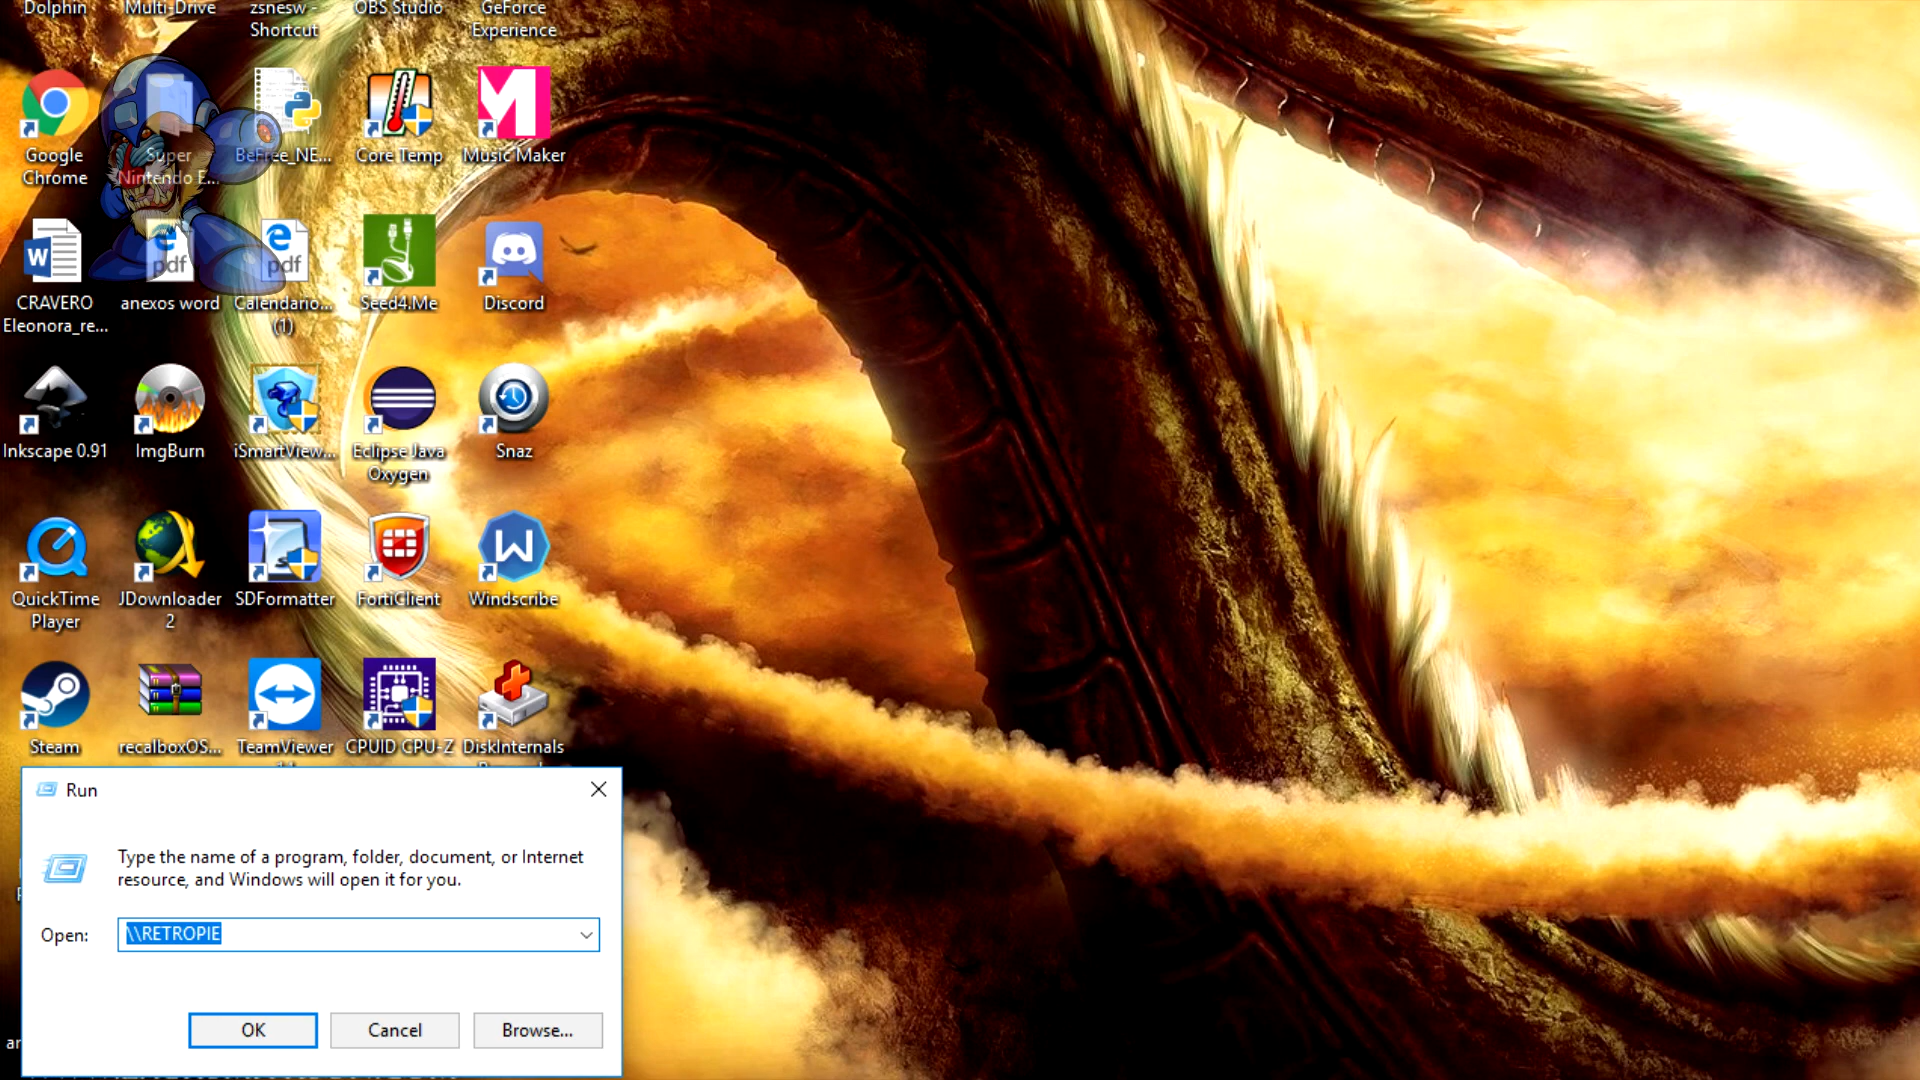 Dolphin
Multi-Drive
zsnesw -
Shortcut
OBS Studio
GeForce
Experience
Google
Chrome
Super
Nintendo E...
BeFree_NE...
Core Temp
Music Maker
CRAVERO
Eleonora_re...
pdf
anexos word
pdf
Calendario...
(1)
Seed4.Me
Discord
Inkscape 0.91
ImgBurn
iSmartView...
Eclipse Java
Oxygen
Snaz
QuickTime
Player
JDownloader
2
SDFormatter
FortiClient
Windscribe
Steam
recalboxOS...
TeamViewer
CPUID CPU-Z
DiskInternals
Run
Type the name of a program, folder, document, or Internet
resource, and Windows will open it for you.
Open:
\\RETROPIE
OK
Cancel
Browse...